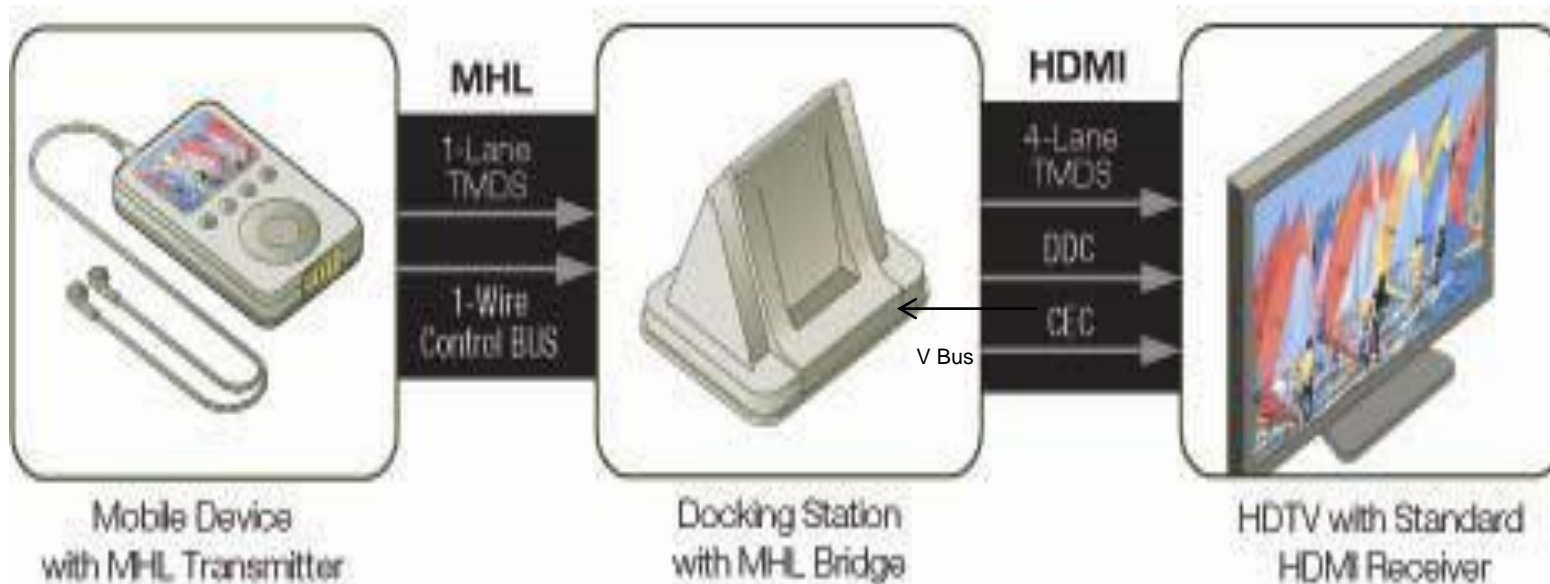 MHL
1-Lane
TMDS
1-Wire
Control BUS
HDMI
4-Lane
TMDS
DDC
CEC
V Bus
Mobile Device
with MHL Transmitter
Docking Station
with MHL Bridge
HDTV with Standard
HDMI Receiver